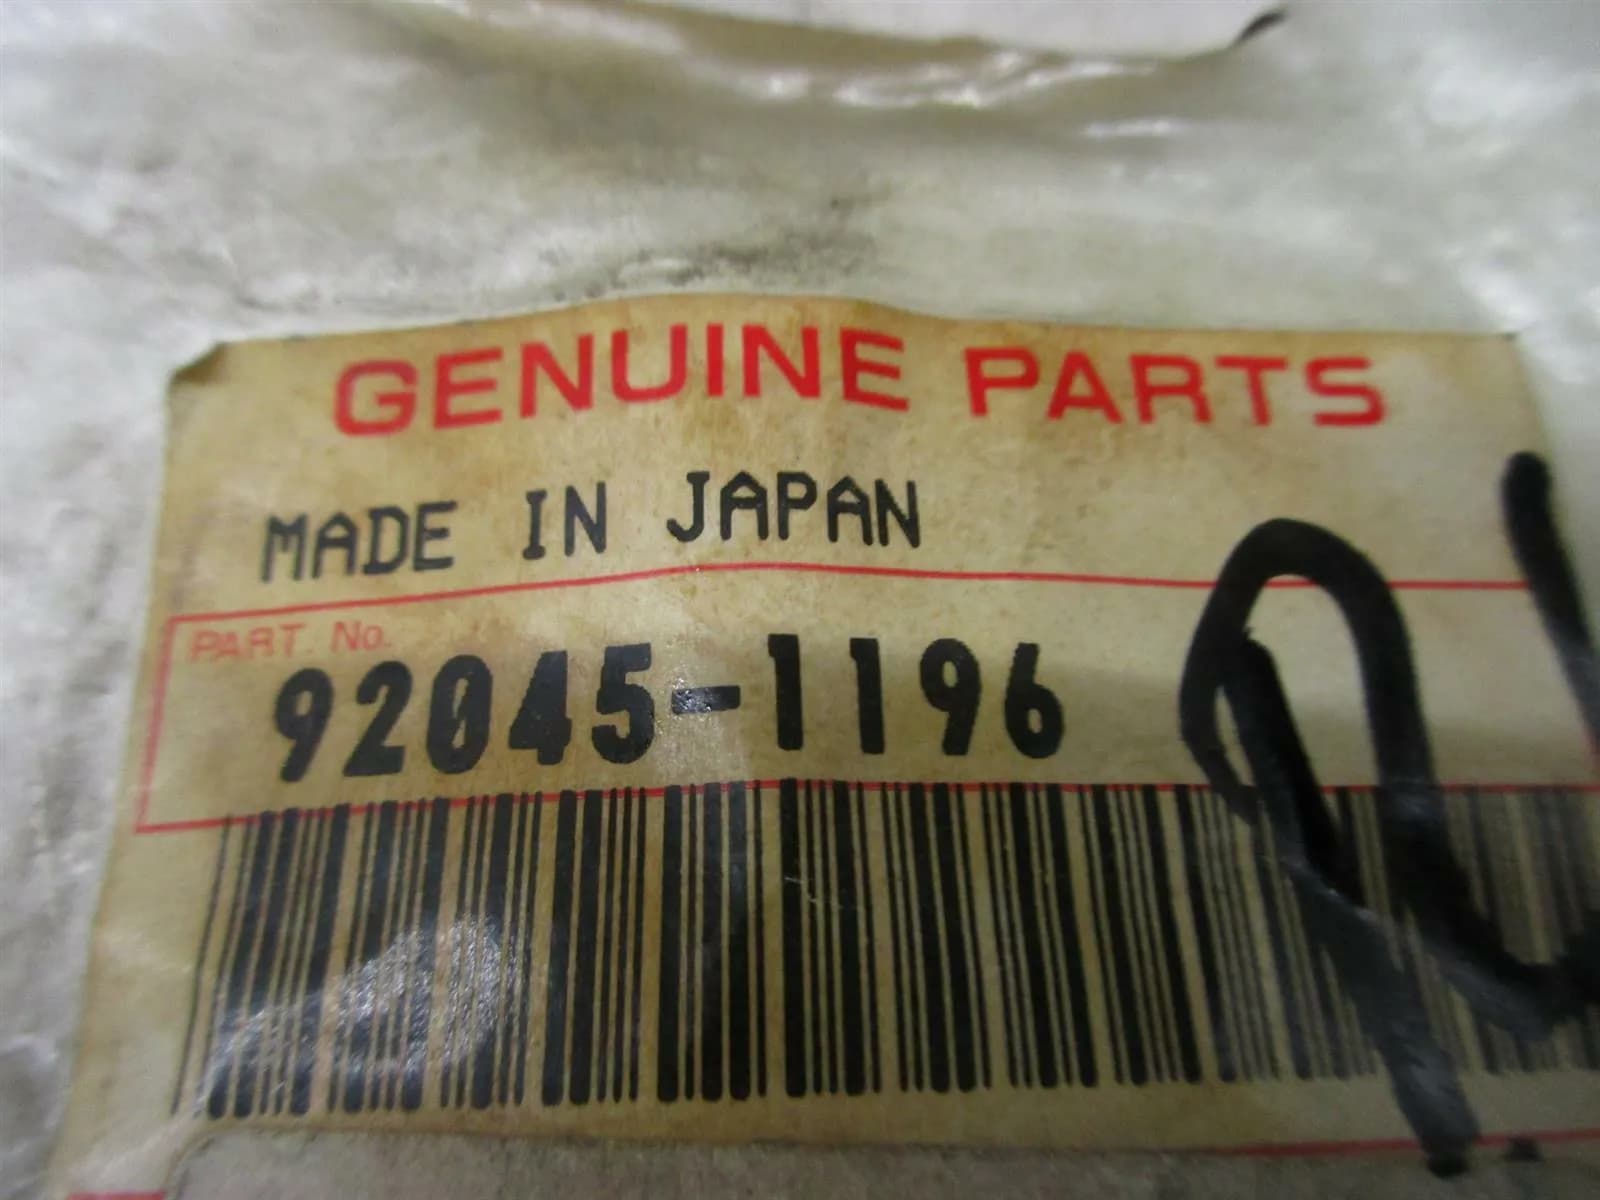 GENUINE PARTS
MADE IN JAPAN
PART. No.
92045-1196